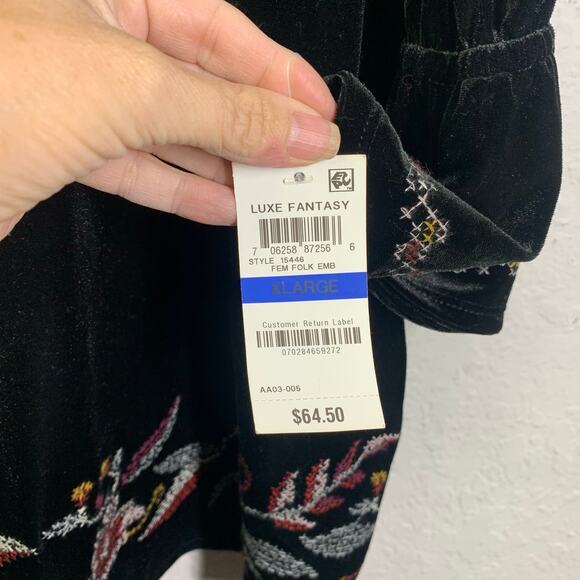 LUXE FANTASY
7 06258 87256 6
STYLE 15446
FEM FOLK EMB
xLARGE
Customer Return Label
070284659272
AA03-005
$64.50